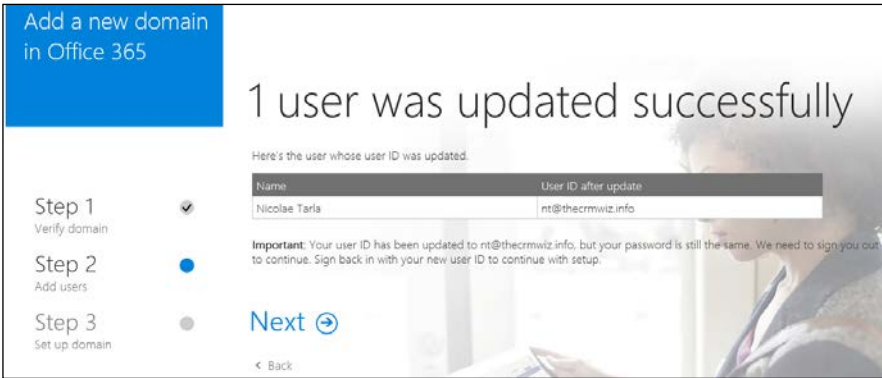 Add a new domain
in Office 365
1 user was updated successfully
Here's the user whose user ID was updated.
Name User ID after update
Nicolae Tarla nt@thecrmwiz.info
Important: Your user ID has been updated to nt@thecrmwiz.info, but your password is still the same. We need to sign you out
to continue. Sign back in with your new user ID to continue with setup.
Step 1
Verify domain
Step 2
Add users
Step 3
Set up domain
Next
< Back